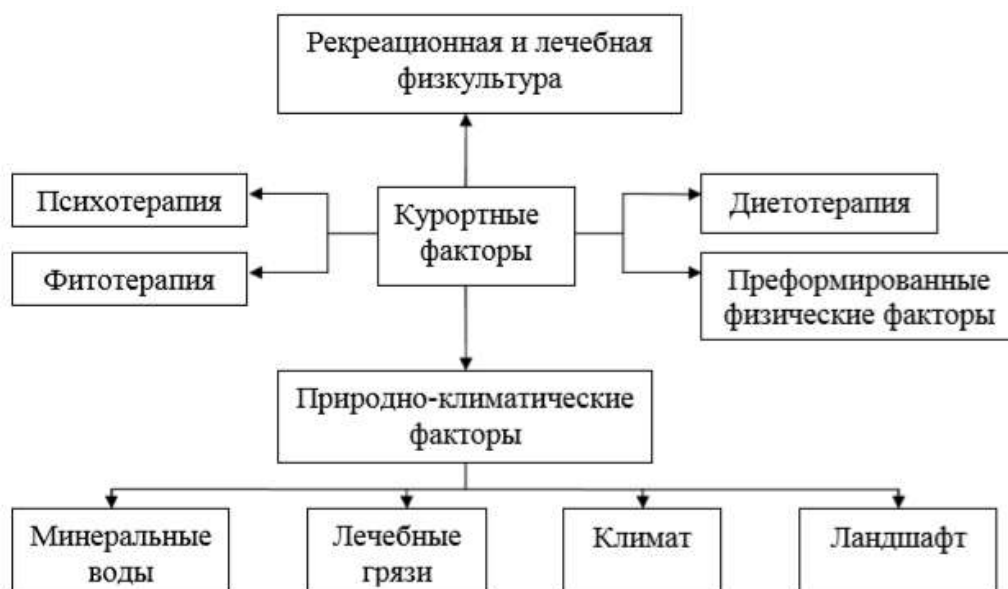 Рекреационная и лечебная
физкультура
Психотерапия
Фитотерапия
Курортные
факторы
Диетотерапия
Преформированные
физические факторы
Природно-климатические
факторы
Минеральные
воды
Лечебные
грязи
Климат
Ландшафт